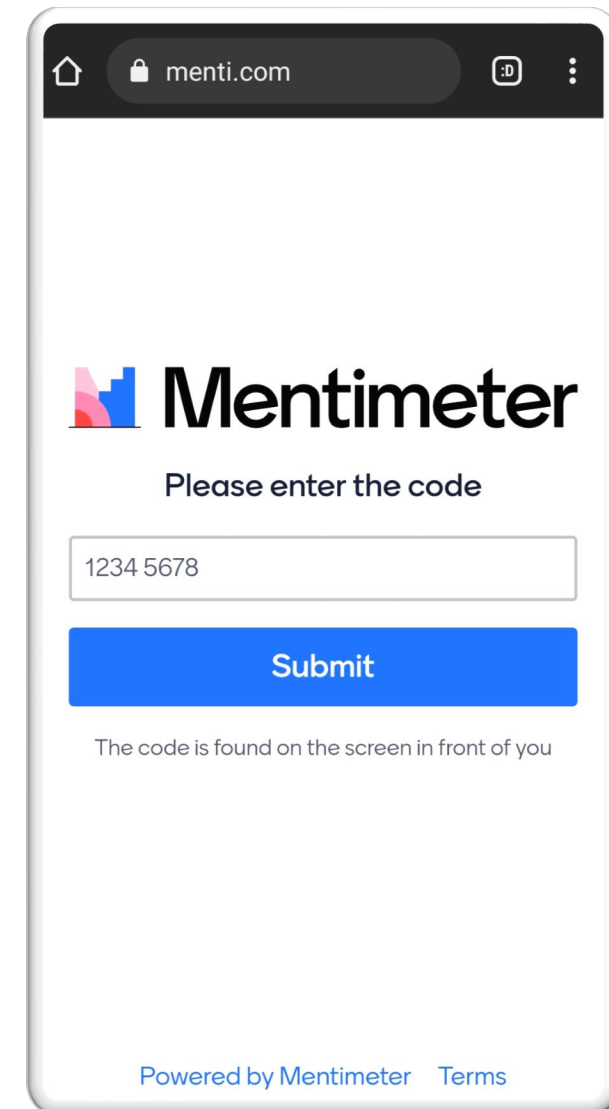 menti.com
:D
Mentimeter
Please enter the code
1234 5678
Submit
The code is found on the screen in front of you
Powered by Mentimeter Terms